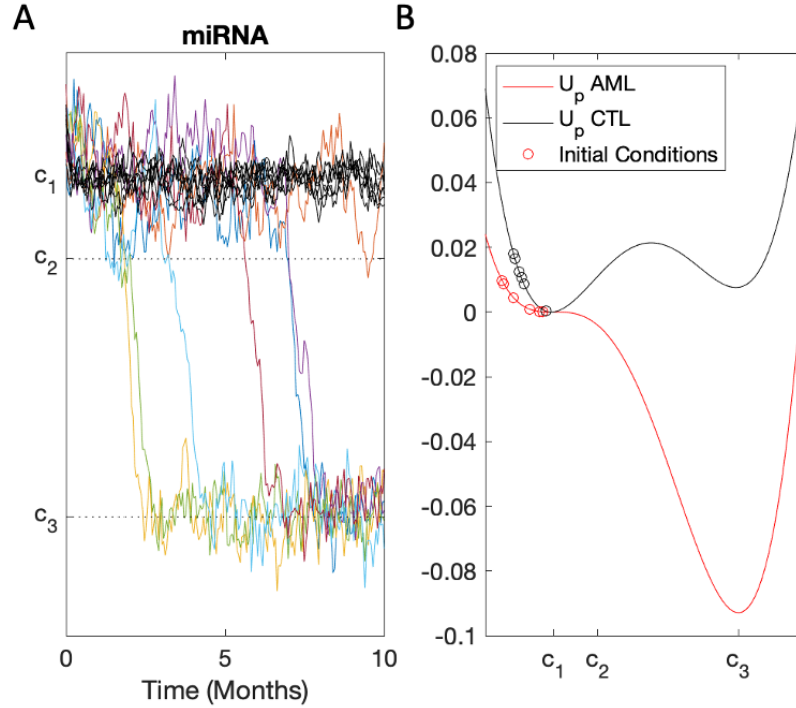 A
miRNA
c1
c2
c3
0
5
10
Time (Months)
B
0.08
0.06
0.04
0.02
0
-0.02
-0.04
-0.06
-0.08
-0.1
Up AML
Up CTL
Initial Conditions
c1
c2
c3